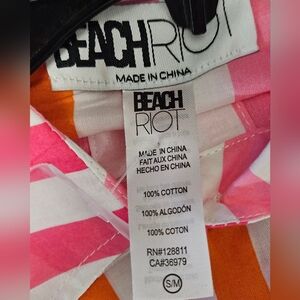 BEACH RIOT
MADE IN CHINA
BEACH
RIOT
MADE IN CHINA
FAIT AUX CHINA
HECHO EN CHINA
100% COTTON
100% ALGODÓN
100% COTON
RN#128811
CA#36979
S/M